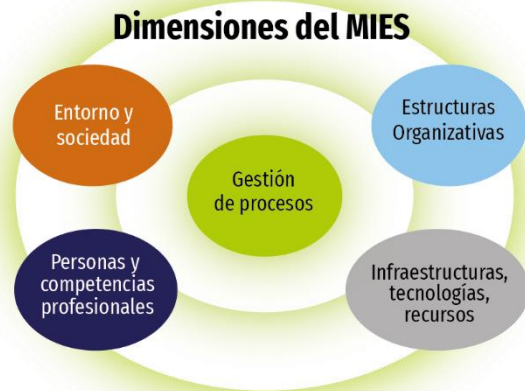 Dimensiones del MIES
Entorno y
sociedad
Estructuras
Organizativas
Gestión
de procesos
Personas y
competencias
profesionales
Infraestructuras,
tecnologías,
recursos